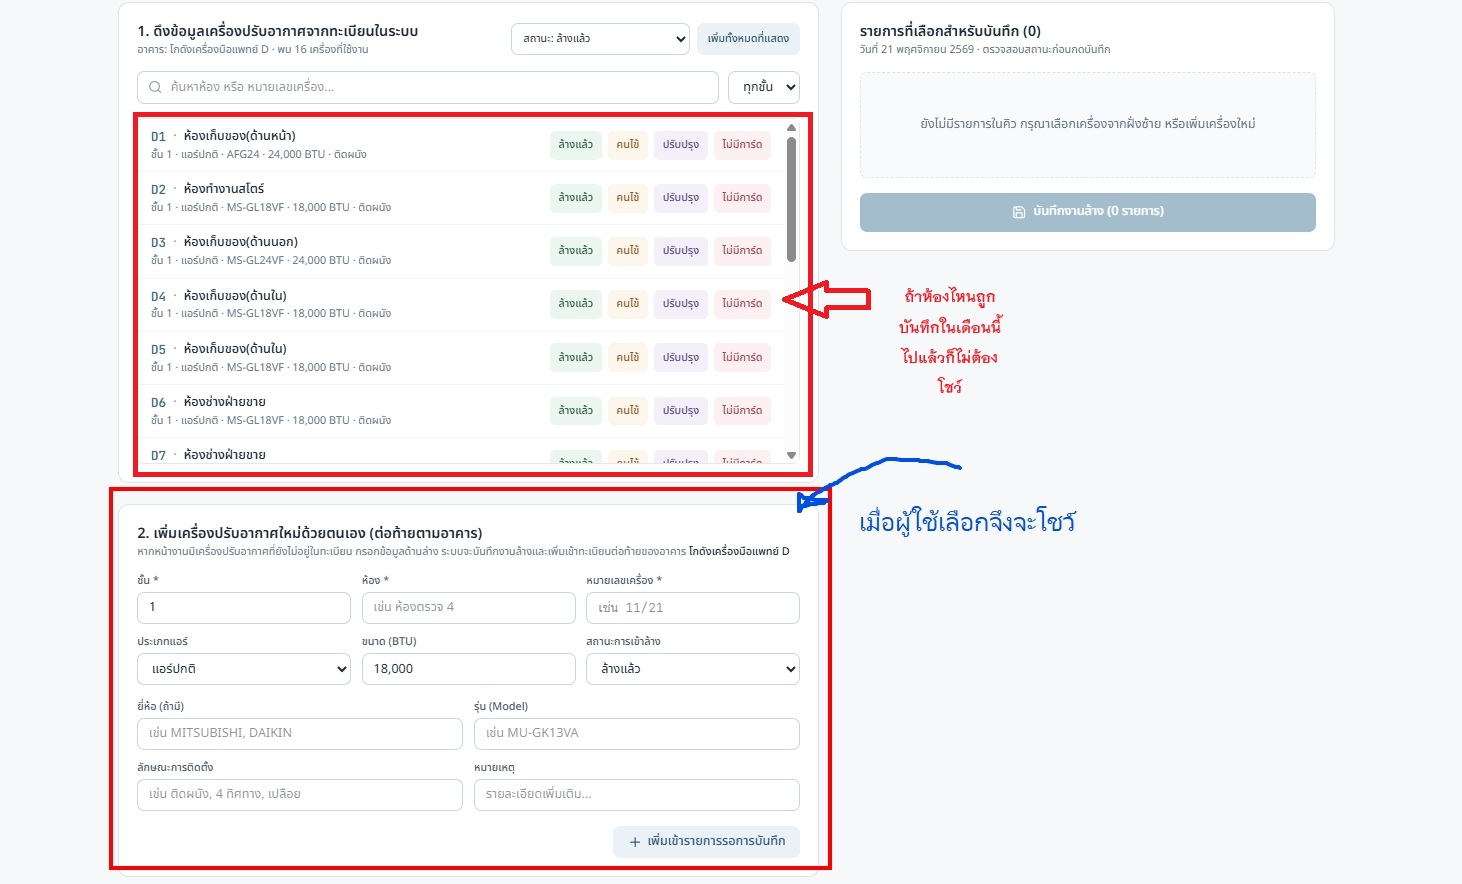 1. ดึงข้อมูลเครื่องปรับอากาศจากทะเบียนในระบบ
อาคาร: โกดังเครื่องมือแพทย์ D · พบ 16 เครื่องที่ใช้งาน
สถานะ: ล้างแล้ว
เพิ่มทั้งหมดที่แสดง
ค้นหาห้อง หรือ หมายเลขเครื่อง...
ทุกชั้น
D1 · ห้องเก็บของ(ด้านหน้า)
ชั้น 1 · แอร์ปกติ · AFG24 · 24,000 BTU · ติดผนัง
ล้างแล้ว คนไข้ ปรับปรุง ไม่มีการ์ด
D2 · ห้องทำงานสโตร์
ชั้น 1 · แอร์ปกติ · MS-GL18VF · 18,000 BTU · ติดผนัง
ล้างแล้ว คนไข้ ปรับปรุง ไม่มีการ์ด
D3 · ห้องเก็บของ(ด้านนอก)
ชั้น 1 · แอร์ปกติ · MS-GL24VF · 24,000 BTU · ติดผนัง
ล้างแล้ว คนไข้ ปรับปรุง ไม่มีการ์ด
D4 · ห้องเก็บของ(ด้านใน)
ชั้น 1 · แอร์ปกติ · MS-GL18VF · 18,000 BTU · ติดผนัง
ล้างแล้ว คนไข้ ปรับปรุง ไม่มีการ์ด
D5 · ห้องเก็บของ(ด้านใน)
ชั้น 1 · แอร์ปกติ · MS-GL18VF · 18,000 BTU · ติดผนัง
ล้างแล้ว คนไข้ ปรับปรุง ไม่มีการ์ด
D6 · ห้องช่างฝ่ายขาย
ชั้น 1 · แอร์ปกติ · MS-GL18VF · 18,000 BTU · ติดผนัง
ล้างแล้ว คนไข้ ปรับปรุง ไม่มีการ์ด
D7 · ห้องช่างฝ่ายขาย
ล้างแล้ว คนไข้ ปรับปรุง ไม่มีการ์ด
รายการที่เลือกสำหรับบันทึก (0)
วันที่ 21 พฤศจิกายน 2569 · ตรวจสอบสถานะก่อนกดบันทึก
ยังไม่มีรายการในคิว กรุณาเลือกเครื่องจากฝั่งซ้าย หรือเพิ่มเครื่องใหม่
บันทึกงานล้าง (0 รายการ)
ถ้าห้องไหนถูก
บันทึกในเดือนนี้
ไปแล้วก็ไม่ต้อง
โชว์
เมื่อผู้ใช้เลือกจึงจะโชว์
2. เพิ่มเครื่องปรับอากาศใหม่ด้วยตนเอง (ต่อท้ายตามอาคาร)
หากหน้างานมีเครื่องปรับอากาศที่ยังไม่อยู่ในทะเบียน กรอกข้อมูลด้านล่าง ระบบจะบันทึกงานล้างและเพิ่มเข้าทะเบียนต่อท้ายของอาคาร โกดังเครื่องมือแพทย์ D
ชั้น * ห้อง * หมายเลขเครื่อง *
1 เช่น ห้องตรวจ 4 เช่น 11/21
ประเภทแอร์ ขนาด (BTU) สถานะการเข้าล้าง
แอร์ปกติ 18,000 ล้างแล้ว
ยี่ห้อ (ถ้ามี) รุ่น (Model)
เช่น MITSUBISHI, DAIKIN เช่น MU-GK13VA
ลักษณะการติดตั้ง หมายเหตุ
เช่น ติดผนัง, 4 ทิศทาง, เปลือย รายละเอียดเพิ่มเติม...
+ เพิ่มเข้ารายการรอการบันทึก